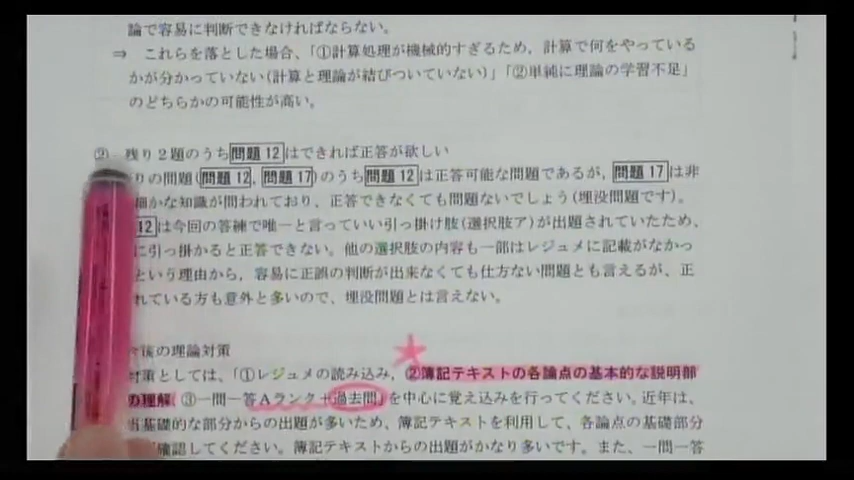 論で容易に判断できなければならない。
⇒ これらを落とした場合、「①計算処理が機械的すぎるため、計算で何をやっている
かが分かっていない(計算と理論が結びついていない)」「②単純に理論の学習不足」
のどちらかの可能性が高い。
⑨ 残り2題のうち問題12はできれば正答が欲しい
りの問題(問題12, 問題17)のうち問題12は正答可能な問題であるが、問題17は非
細かな知識が問われており、正答できなくても問題ないでしょう(埋没問題です)。
12は今回の答練で唯一と言っていい引っ掛け肢(選択肢ア)が出題されていたため、
に引っ掛かると正答できない。他の選択肢の内容も一部はレジュメに記載がなかっ
という理由から、容易に正誤の判断が出来なくても仕方ない問題とも言えるが、正
れている方も意外と多いので、埋没問題とは言えない。
今後の理論対策
対策としては、「①レジュメの読み込み、②簿記テキストの各論点の基本的な説明部
の理解 ③一問一答Aランク+過去問」を中心に覚え込みを行ってください。近年は、
当基礎的な部分からの出題が多いため、簿記テキストを利用して、各論点の基礎部分
確認してください。簿記テキストからの出題がかなり多いです。また、一問一答